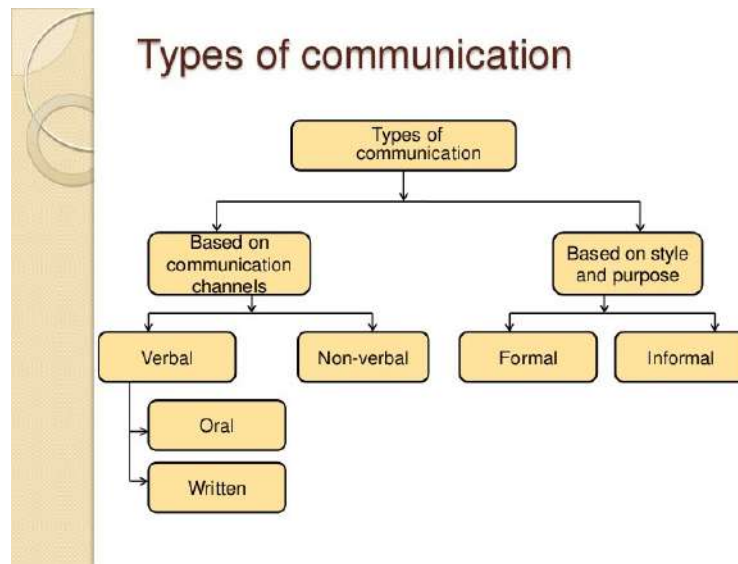 Types of communication
Types of
communication
Based on
communication
channels
Based on style
and purpose
Verbal
Non-verbal
Formal
Informal
Oral
Written